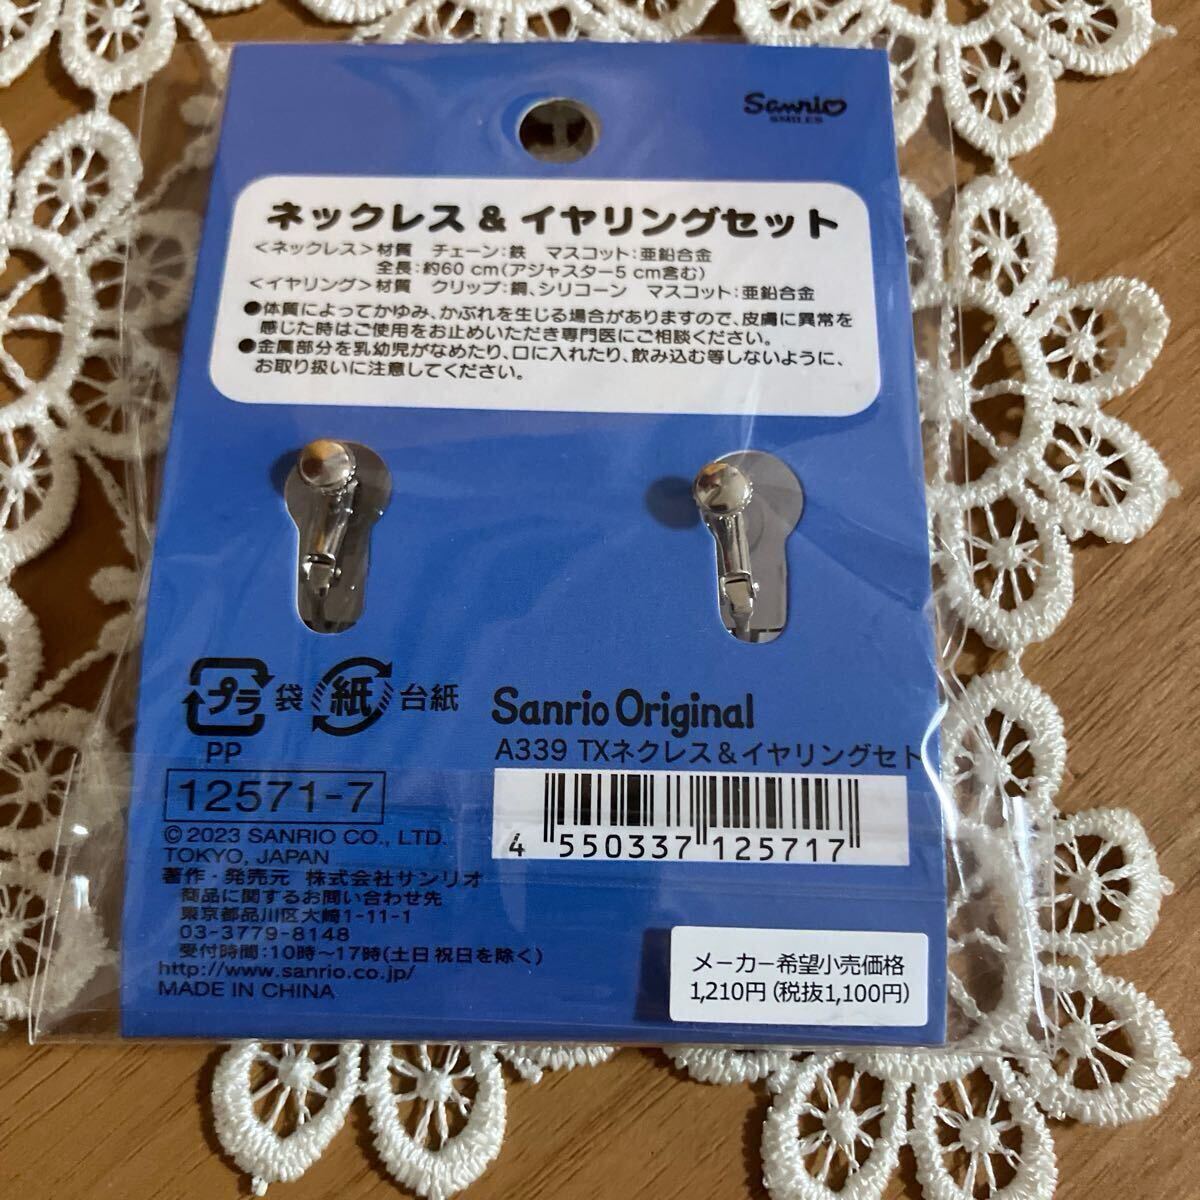 Sanrio
SMILES
ネックレス & イヤリングセット
<ネックレス>材質 チェーン:鉄 マスコット:亜鉛合金
全長:約60 cm(アジャスター5 cm含む)
<イヤリング>材質 クリップ:銅、シリコーン マスコット:亜鉛合金
●体質によってかゆみ、かぶれを生じる場合がありますので、皮膚に異常を
感じた時はご使用をお止めいただき専門医にご相談ください。
●金属部分を乳幼児がなめたり、口に入れたり、飲み込む等しないように、
お取り扱いに注意してください。
プラ 袋 紙 台紙
PP
12571-7
© 2023 SANRIO CO., LTD.
TOKYO, JAPAN
著作・発売元 株式会社サンリオ
商品に関するお問い合わせ先
東京都品川区大崎1-11-1
03-3779-8148
受付時間:10時〜17時(土日祝日を除く)
http://www.sanrio.co.jp/
MADE IN CHINA
Sanrio Original
A339 TXネクレス&イヤリングセト
4 550337 125717
メーカー希望小売価格
1,210円(税抜1,100円)